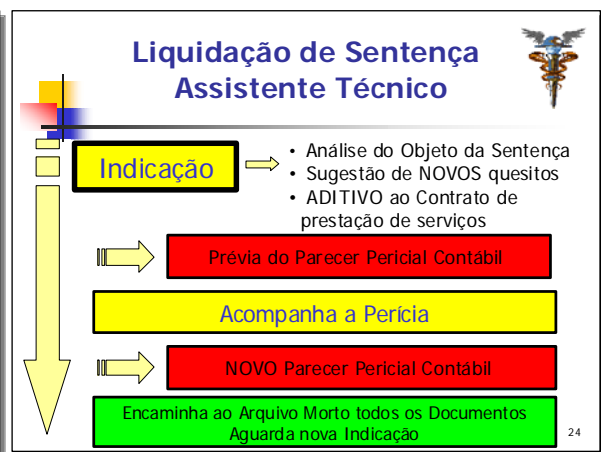 Liquidação de Sentença
Assistente Técnico
Indicação
• Análise do Objeto da Sentença
• Sugestão de NOVOS quesitos
• ADITIVO ao Contrato de
prestação de serviços
Prévia do Parecer Pericial Contábil
Acompanha a Perícia
NOVO Parecer Pericial Contábil
Encaminha ao Arquivo Morto todos os Documentos
Aguarda nova Indicação
24